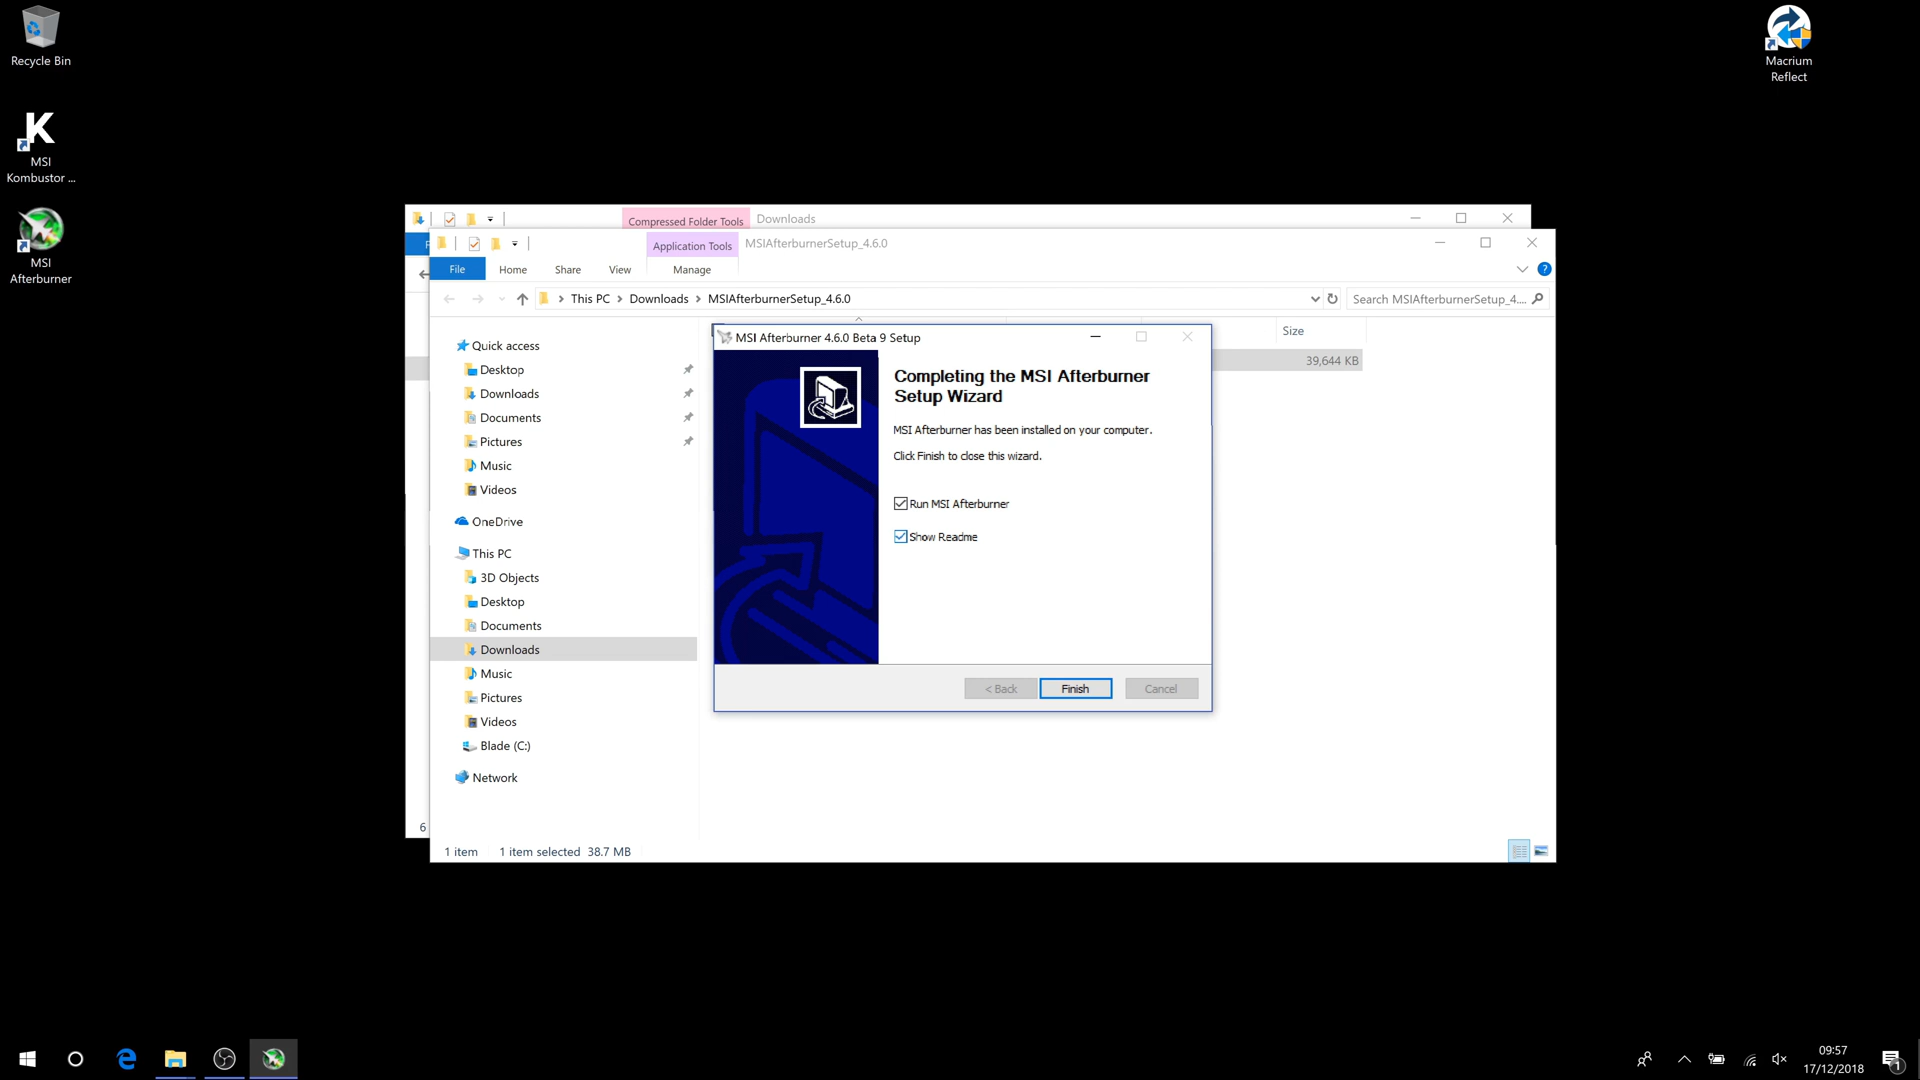 Recycle Bin
MSI
Kombustor ...
MSI
Afterburner
Macrium
Reflect
Compressed Folder Tools
Downloads
Application Tools
MSIAfterburnerSetup_4.6.0
File
Home
Share
View
Manage
This PC
Downloads
MSIAfterburnerSetup_4.6.0
Search MSIAfterburnerSetup_4....
Quick access
Desktop
Downloads
Documents
Pictures
Music
Videos
OneDrive
This PC
3D Objects
Desktop
Documents
Downloads
Music
Pictures
Videos
Blade (C:)
Network
Size
39,644 KB
MSI Afterburner 4.6.0 Beta 9 Setup
Completing the MSI Afterburner
Setup Wizard
MSI Afterburner has been installed on your computer.
Click Finish to close this wizard.
Run MSI Afterburner
Show Readme
< Back
Finish
Cancel
6
1 item
1 item selected 38.7 MB
09:57
17/12/2018
1